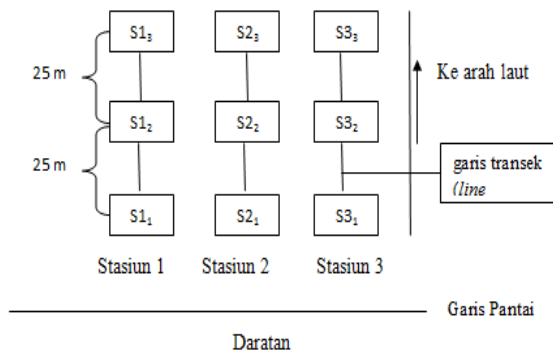 S1₃ S2₃ S3₃
25 m
Ke arah laut
S1₂ S2₂ S3₂
25 m
garis transek
(line
S1₁ S2₁ S3₁
Stasiun 1 Stasiun 2 Stasiun 3
Garis Pantai
Daratan